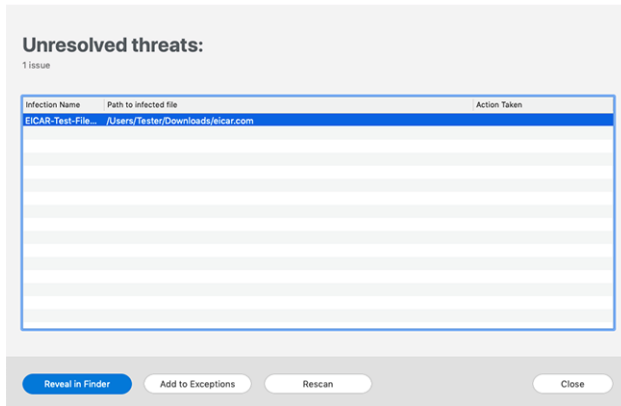 Unresolved threats:
1 issue
Infection Name Path to infected file Action Taken
EICAR-Test-File... /Users/Tester/Downloads/eicar.com
Reveal in Finder Add to Exceptions Rescan Close